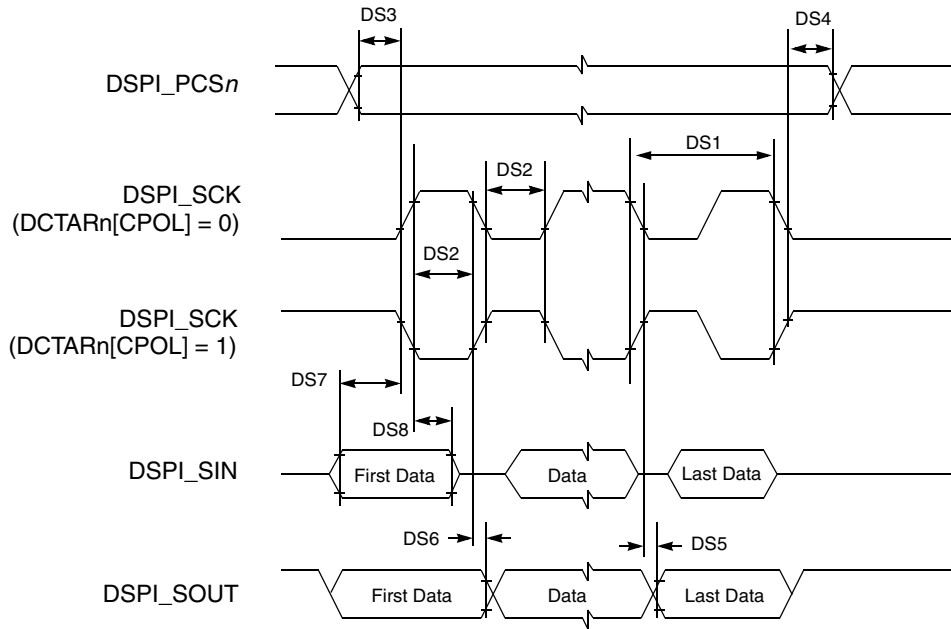 DS3
DS4
DSPI_PCSn
DS1
DS2
DSPI_SCK
(DCTARn[CPOL] = 0)
DS2
DSPI_SCK
(DCTARn[CPOL] = 1)
DS7
DS8
DSPI_SIN
First Data
Data
Last Data
DS6
DS5
DSPI_SOUT
First Data
Data
Last Data